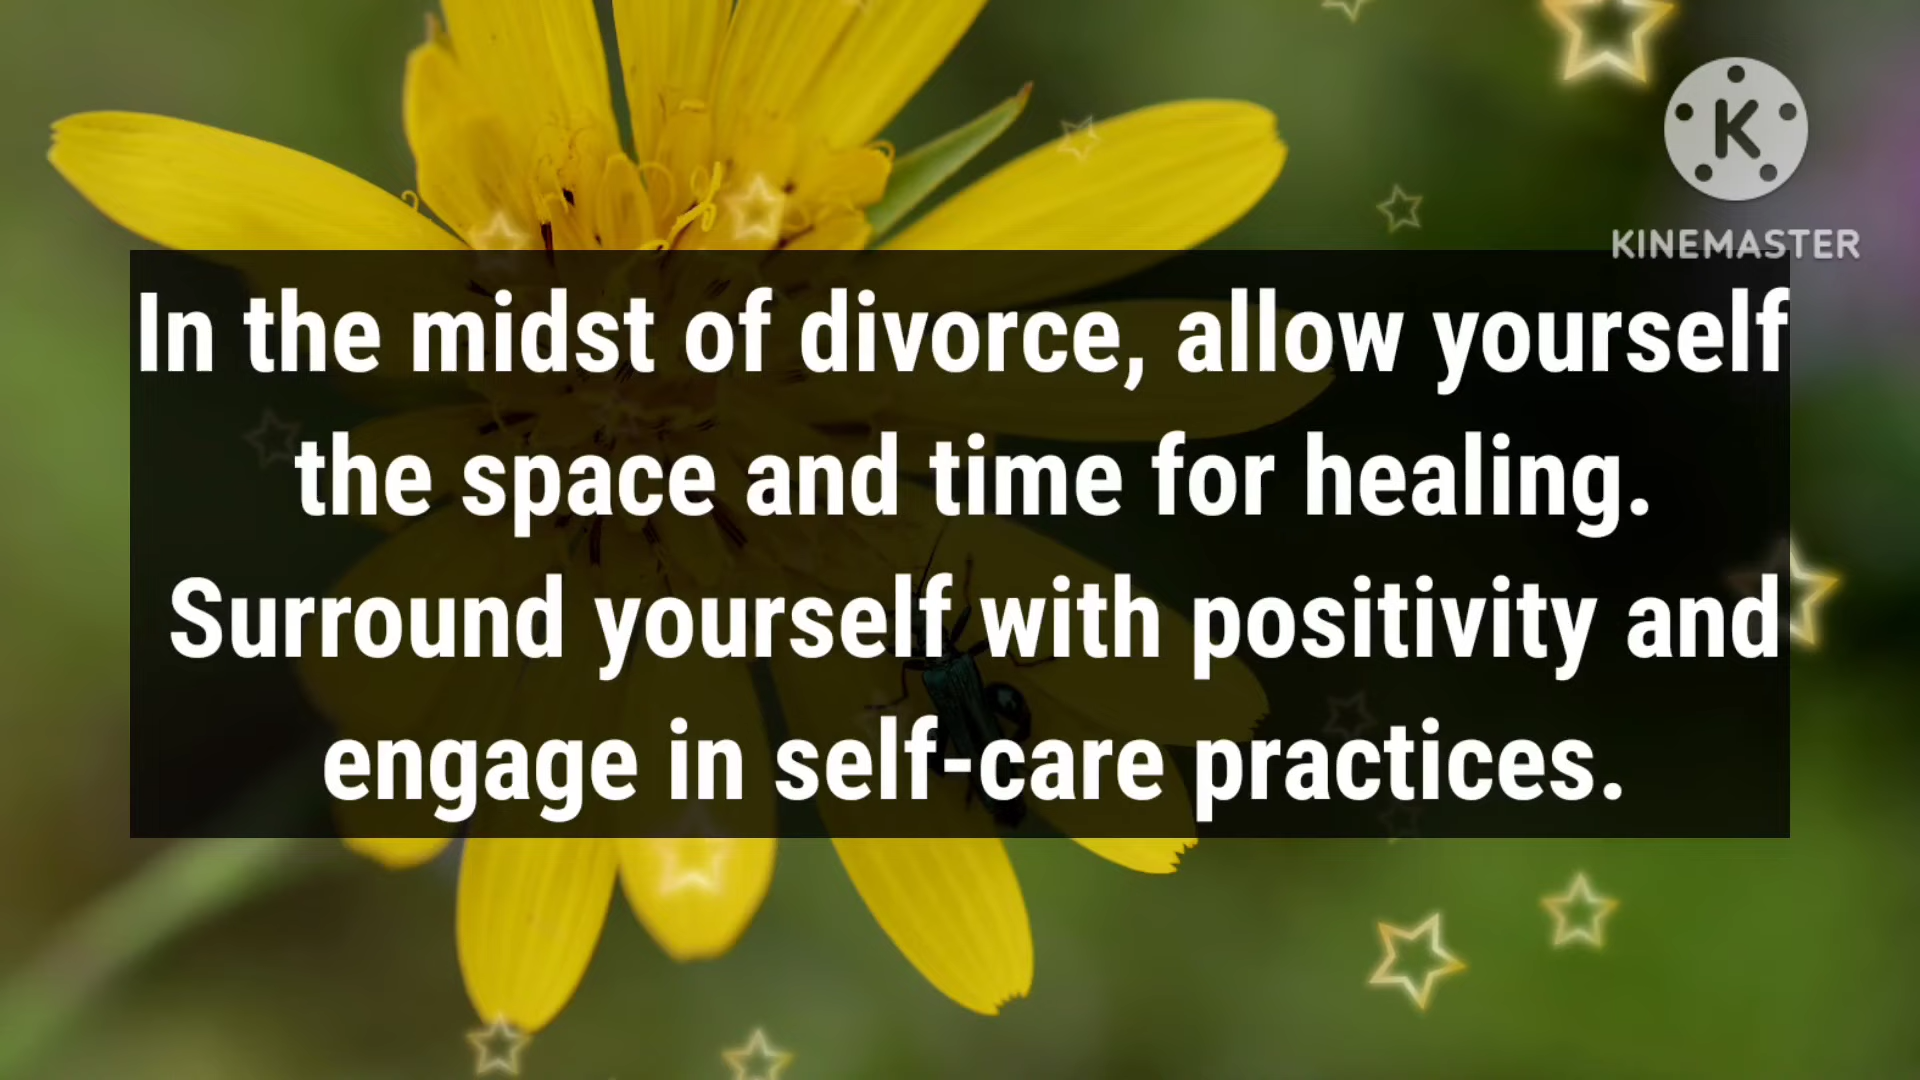 K
KINEMASTER
In the midst of divorce, allow yourself
the space and time for healing.
Surround yourself with positivity and
engage in self-care practices.